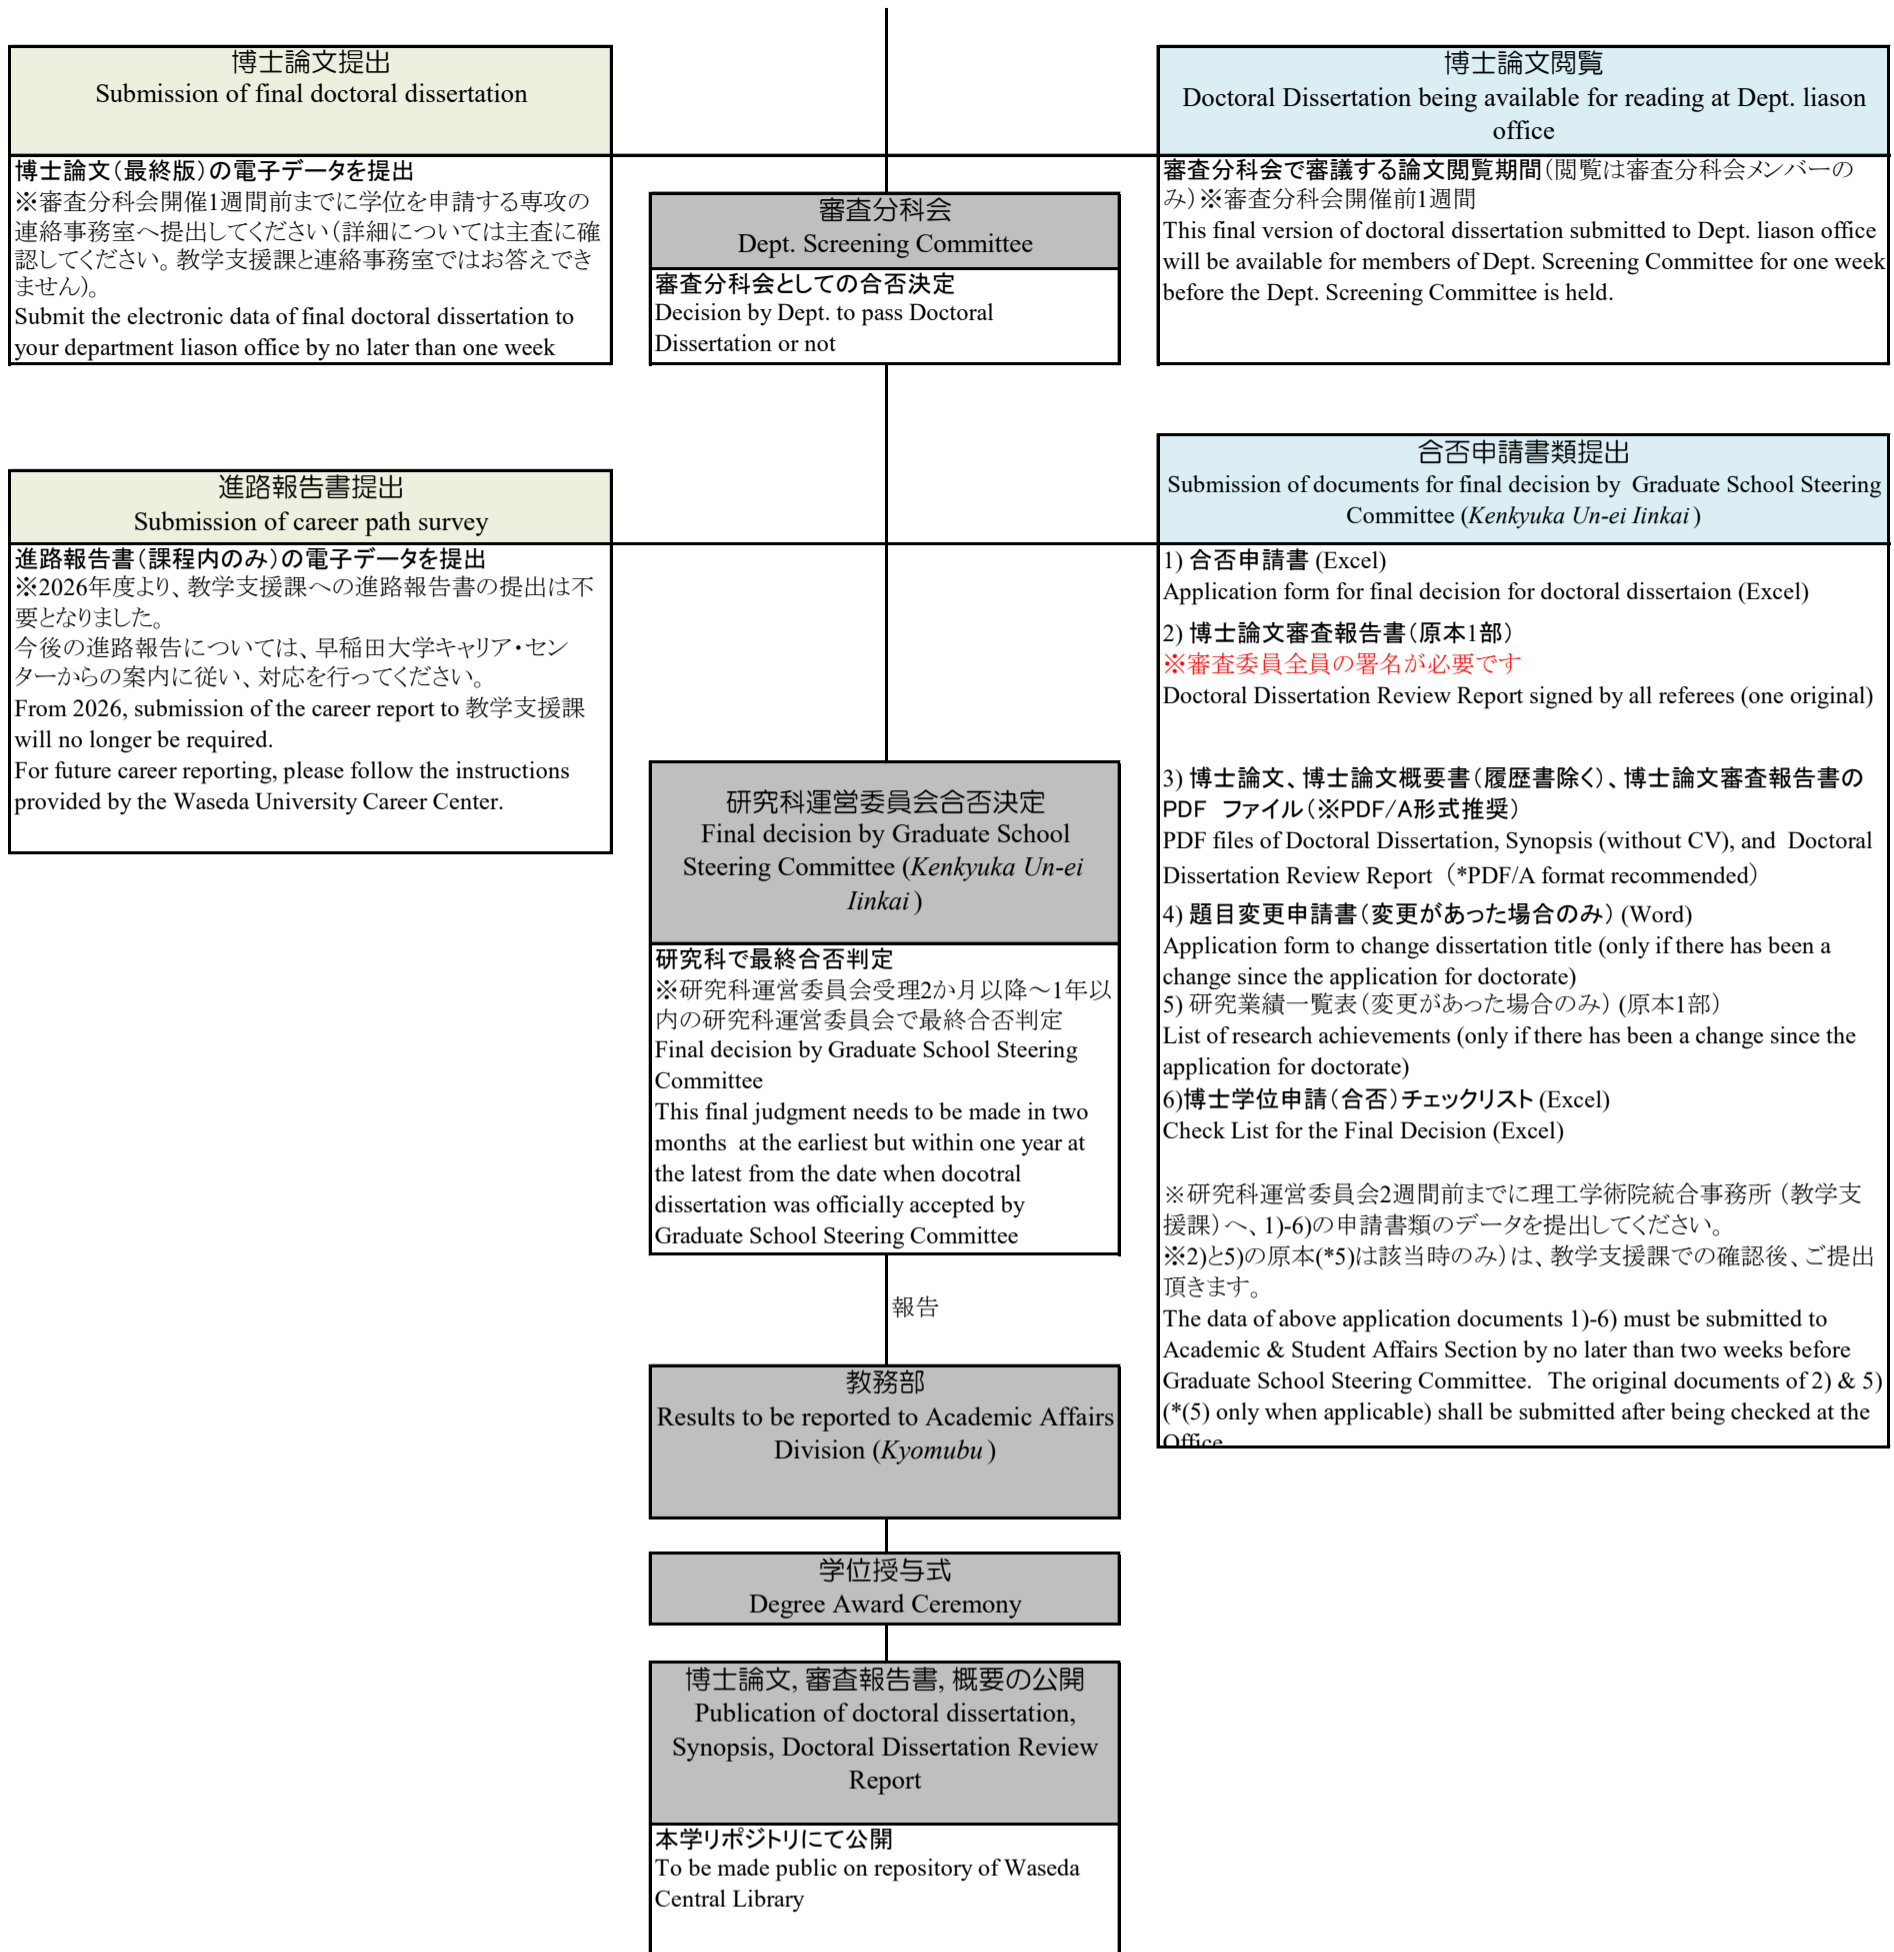 博士論文提出
Submission of final doctoral dissertation
博士論文(最終版)の電子データを提出
※審査分科会開催1週間前までに学位を申請する専攻の
連絡事務室へ提出してください(詳細については主査に確
認してください。教学支援課と連絡事務室ではお答えでき
ません)。
Submit the electronic data of final doctoral dissertation to
your department liason office by no later than one week
審査分科会
Dept. Screening Committee
審査分科会としての合否決定
Decision by Dept. to pass Doctoral
Dissertation or not
博士論文閲覧
Doctoral Dissertation being available for reading at Dept. liason
office
審査分科会で審議する論文閲覧期間(閲覧は審査分科会メンバーの
み)※審査分科会開催前1週間
This final version of doctoral dissertation submitted to Dept. liason office
will be available for members of Dept. Screening Committee for one week
before the Dept. Screening Committee is held.
進路報告書提出
Submission of career path survey
進路報告書(課程内のみ)の電子データを提出
※2026年度より、教学支援課への進路報告書の提出は不
要となりました。
今後の進路報告については、早稲田大学キャリア・セン
ターからの案内に従い、対応を行ってください。
From 2026, submission of the career report to 教学支援課
will no longer be required.
For future career reporting, please follow the instructions
provided by the Waseda University Career Center.
合否申請書類提出
Submission of documents for final decision by Graduate School Steering
Committee (Kenkyuka Un-ei Iinkai)
1) 合否申請書 (Excel)
Application form for final decision for doctoral dissertaion (Excel)
2) 博士論文審査報告書(原本1部)
※審査委員全員の署名が必要です
Doctoral Dissertation Review Report signed by all referees (one original)
3) 博士論文、博士論文概要書(履歴書除く)、博士論文審査報告書の
PDF ファイル(※PDF/A形式推奨)
PDF files of Doctoral Dissertation, Synopsis (without CV), and Doctoral
Dissertation Review Report (*PDF/A format recommended)
4) 題目変更申請書(変更があった場合のみ) (Word)
Application form to change dissertation title (only if there has been a
change since the application for doctorate)
5) 研究業績一覧表(変更があった場合のみ) (原本1部)
List of research achievements (only if there has been a change since the
application for doctorate)
6)博士学位申請(合否)チェックリスト (Excel)
Check List for the Final Decision (Excel)
※研究科運営委員会2週間前までに理工学術院統合事務所 (教学支
援課) へ、1)-6)の申請書類のデータを提出してください。
※2)と5)の原本(*5)は該当時のみ)は、教学支援課での確認後、ご提出
頂きます。
The data of above application documents 1)-6) must be submitted to
Academic & Student Affairs Section by no later than two weeks before
Graduate School Steering Committee. The original documents of 2) & 5)
(*(5) only when applicable) shall be submitted after being checked at the
Office
研究科運営委員会合否決定
Final decision by Graduate School
Steering Committee (Kenkyuka Un-ei
Iinkai)
研究科で最終合否判定
※研究科運営委員会受理2か月以降～1年以
内の研究科運営委員会で最終合否判定
Final decision by Graduate School Steering
Committee
This final judgment needs to be made in two
months at the earliest but within one year at
the latest from the date when docotral
dissertation was officially accepted by
Graduate School Steering Committee
報告
教務部
Results to be reported to Academic Affairs
Division (Kyomubu)
学位授与式
Degree Award Ceremony
博士論文, 審査報告書, 概要の公開
Publication of doctoral dissertation,
Synopsis, Doctoral Dissertation Review
Report
本学リポジトリにて公開
To be made public on repository of Waseda
Central Library